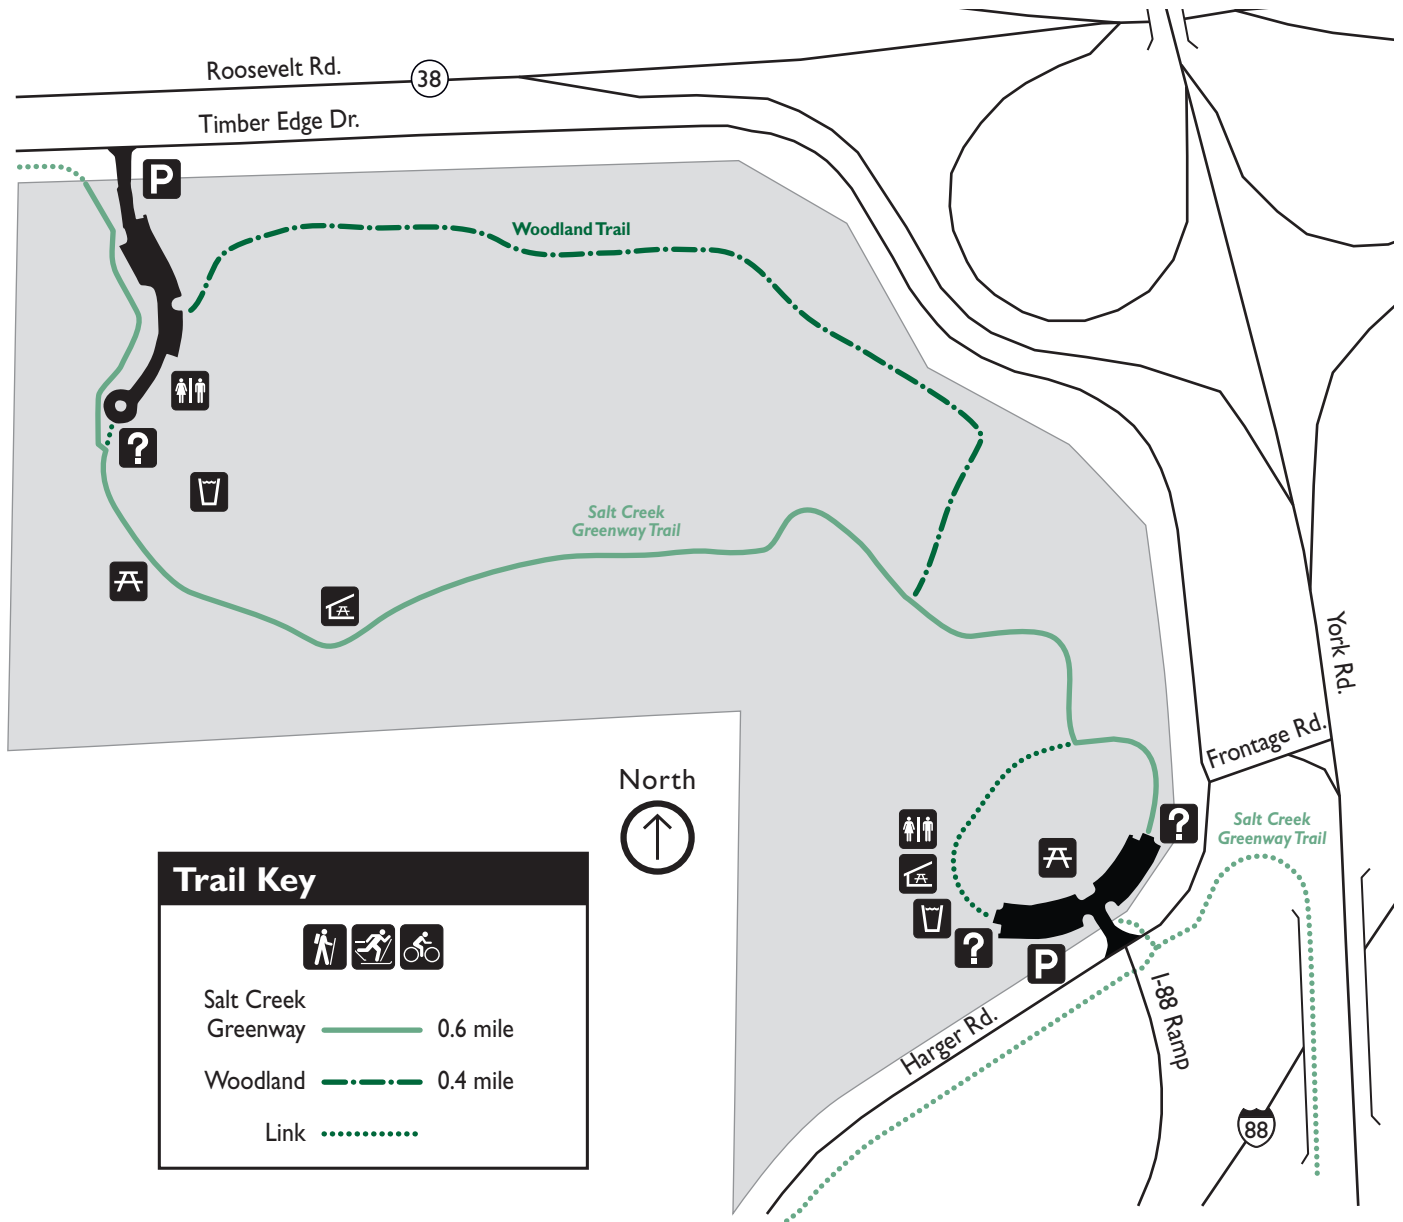 Roosevelt Rd.
38
Timber Edge Dr.
P
Woodland Trail
?
Salt Creek
Greenway Trail
York Rd.
Frontage Rd.
North
Salt Creek
Greenway Trail
?
?
P
Harger Rd.
I-88 Ramp
88
Trail Key
Salt Creek
Greenway
0.6 mile
Woodland
0.4 mile
Link